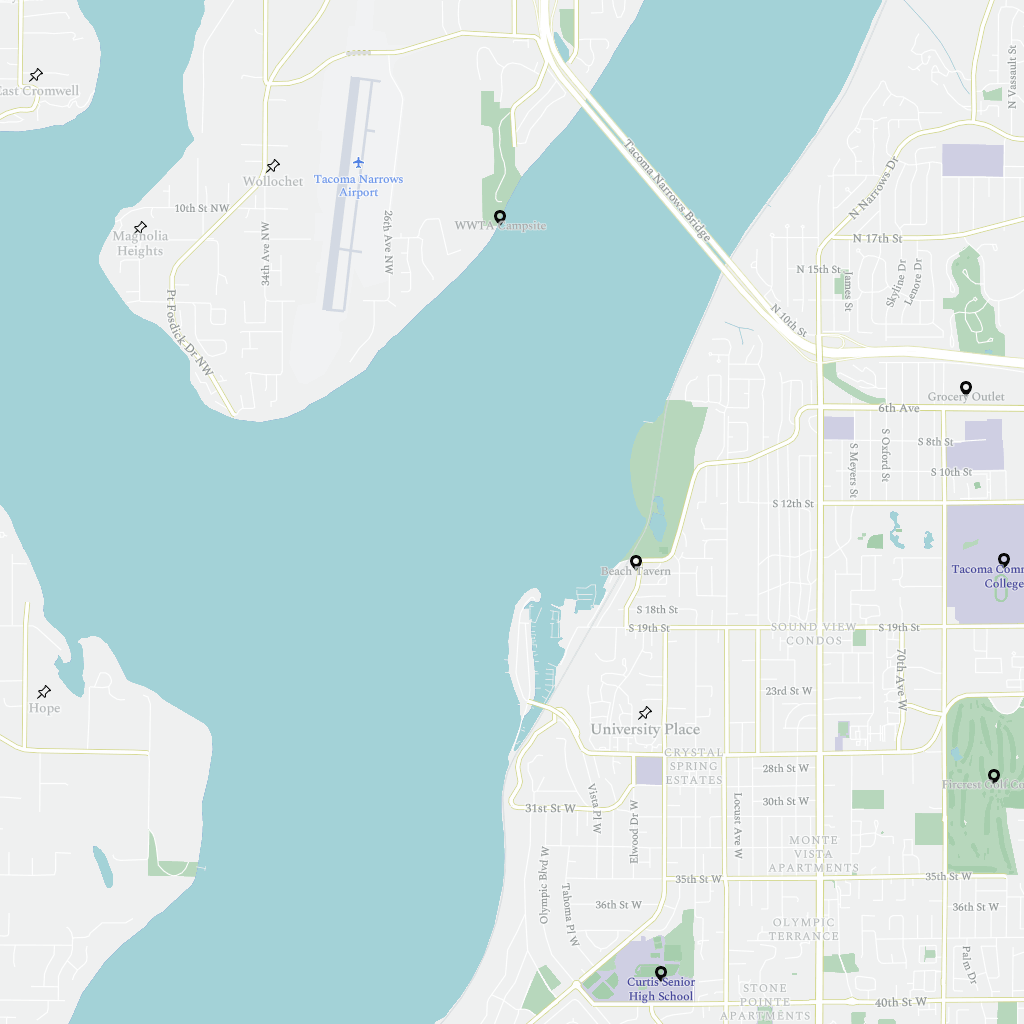 East Cromwell
N Vassault St
Tacoma Narrows Bridge
Wollochet
Tacoma Narrows
Airport
N Narrows Dr
10th St NW
WWTA Campsite
26th Ave NW
34th Ave NW
Magnolia
Heights
N 17th St
N 15th St
James St
Skyline Dr
Lenore Dr
Pt Fosdick Dr NW
N 10th St
Grocery Outlet
6th Ave
S 8th St
S Oxford St
S Meyers St
S 10th St
S 12th St
Beach Tavern
Tacoma Comm
College
S 18th St
S 19th St
SOUND VIEW
CONDOS
S 19th St
70th Ave W
23rd St W
Hope
University Place
CRYSTAL
SPRING
ESTATES
28th St W
Fircrest Golf
Vista Pl W
31st St W
30th St W
Elwood Dr W
Locust Ave W
MONTE
VISTA
APARTMENTS
Olympic Blvd W
35th St W
35th St W
Tahoma Pl W
36th St W
36th St W
OLYMPIC
TERRANCE
Palm Dr
Curtis Senior
High School
STONE
POINTE
APARTMENTS
40th St W